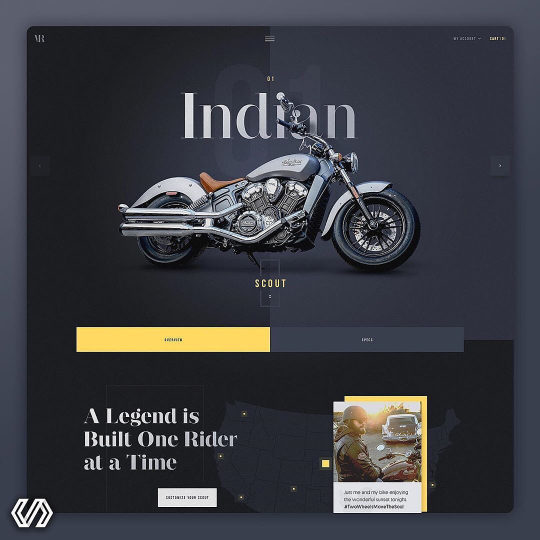 MY ACCOUNT
CART (0)
01
01
Indian
SCOUT
OVERVIEW
SPECS
A Legend is
Built One Rider
at a Time
CUSTOMIZE YOUR SCOUT
Just me and my bike enjoying
the wonderful sunset tonight.
#TwoWheelsMoveTheSoul